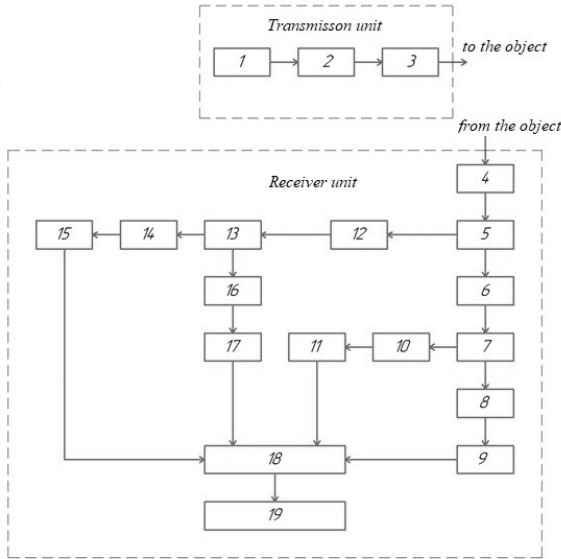 Transmisson unit
1 2 3
to the object
from the object
4
Receiver unit
15 14 13 12 5
16 6
17 11 10 7
8
18 9
19